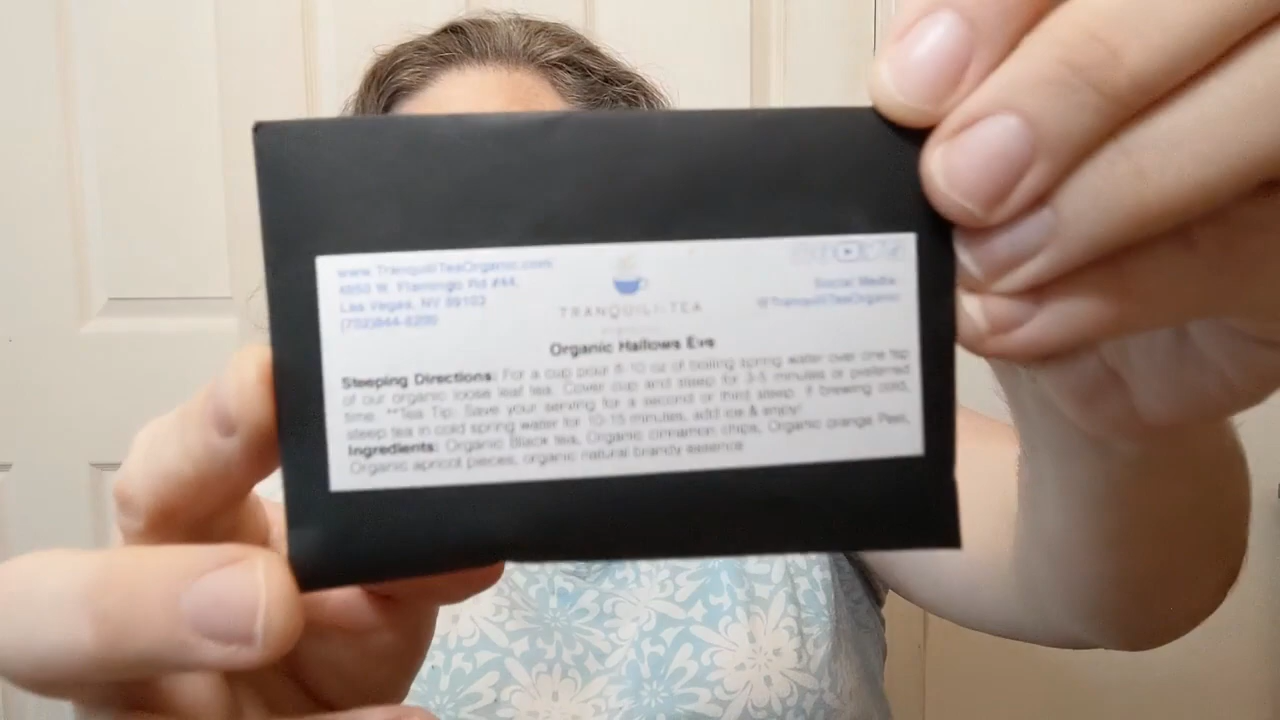 www.TranquiliTeaOrganic.com
4850 W. Flamingo Rd #44,
Las Vegas, NV 89103
Social Media:
@TranquiliTeaOrganic
TRANQUILI-TEA
Organic Hallows Eve
Steeping Directions: For a cup pour 8-10 oz of boiling spring water over one tsp
of our organic loose leaf tea. Cover cup and steep for 3-5 minutes or preferred
time. **Tea Tip: Save your serving for a second or third steep. If brewing cold,
steep tea in cold spring water for 10-15 minutes, add ice & enjoy!
Ingredients: Organic Black tea, Organic cinnamon chips, Organic orange Peel,
Organic apricot pieces, organic natural brandy essence